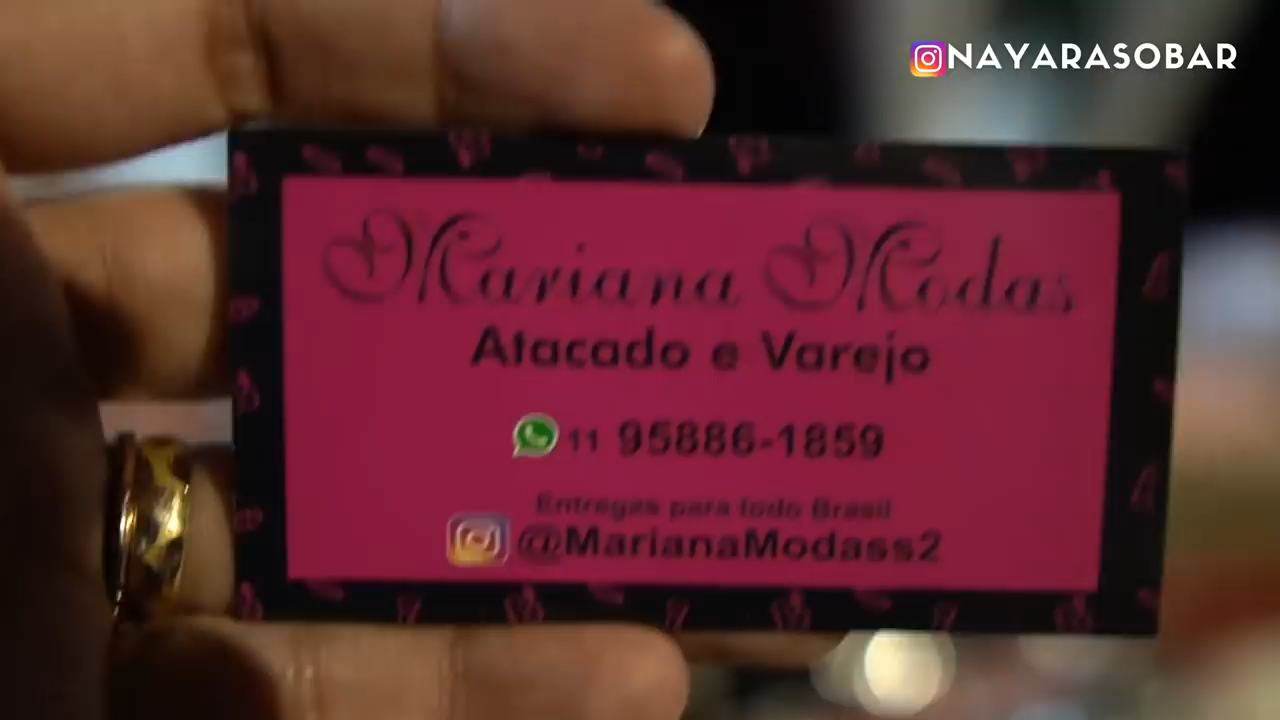 NAYARASOBAR
Mariana Modas
Atacado e Varejo
11 95886-1859
Entregas para todo Brasil
@MarianaModass2